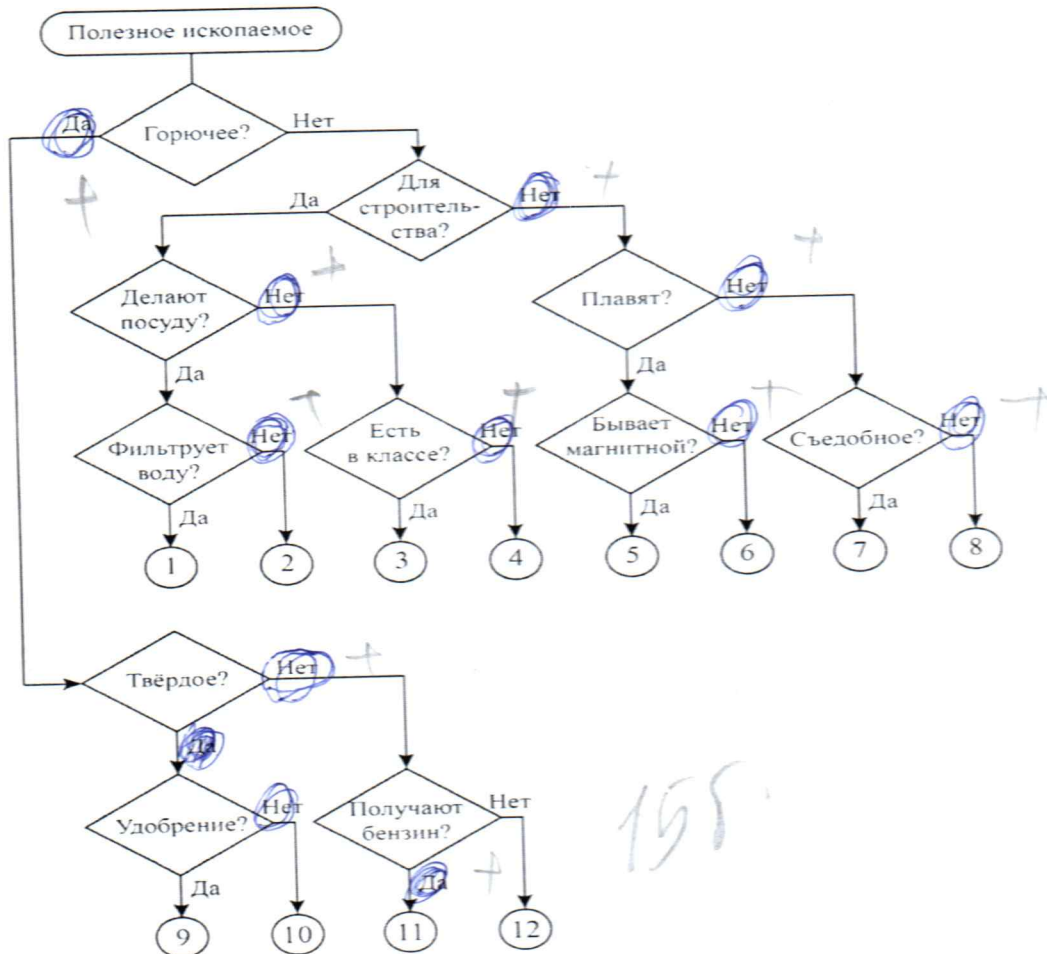 Полезное ископаемое
Горючее?
Да
Нет
Для
строитель-
ства?
Да
Нет
+
+
Делают
посуду?
Нет
+
Да
Плавят?
Нет
+
Да
Фильтрует
воду?
Нет
+
Да
Есть
в классе?
Нет
+
Да
Бывает
магнитной?
Нет
+
Да
Съедобное?
Нет
+
Да
1
2
3
4
5
6
7
8
Твёрдое?
Нет
+
Да
Удобрение?
Нет
Да
Получают
бензин?
Нет
Да
+
9
10
11
12